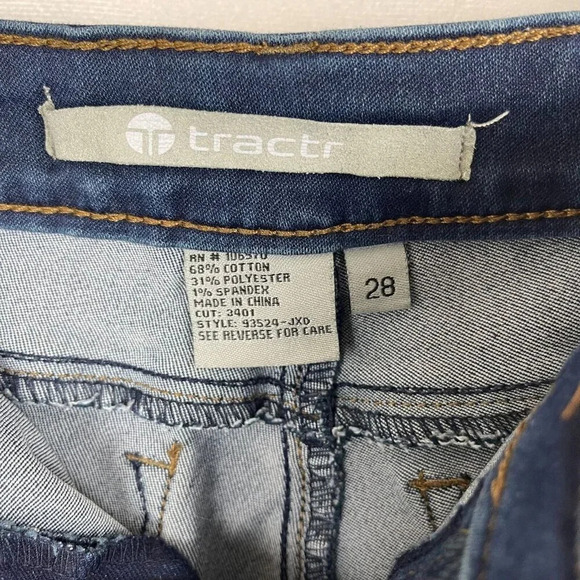 tractr
RN # 106570
68% COTTON
31% POLYESTER
1% SPANDEX
MADE IN CHINA
CUT: 3401
STYLE: 93524-JXD
SEE REVERSE FOR CARE
28